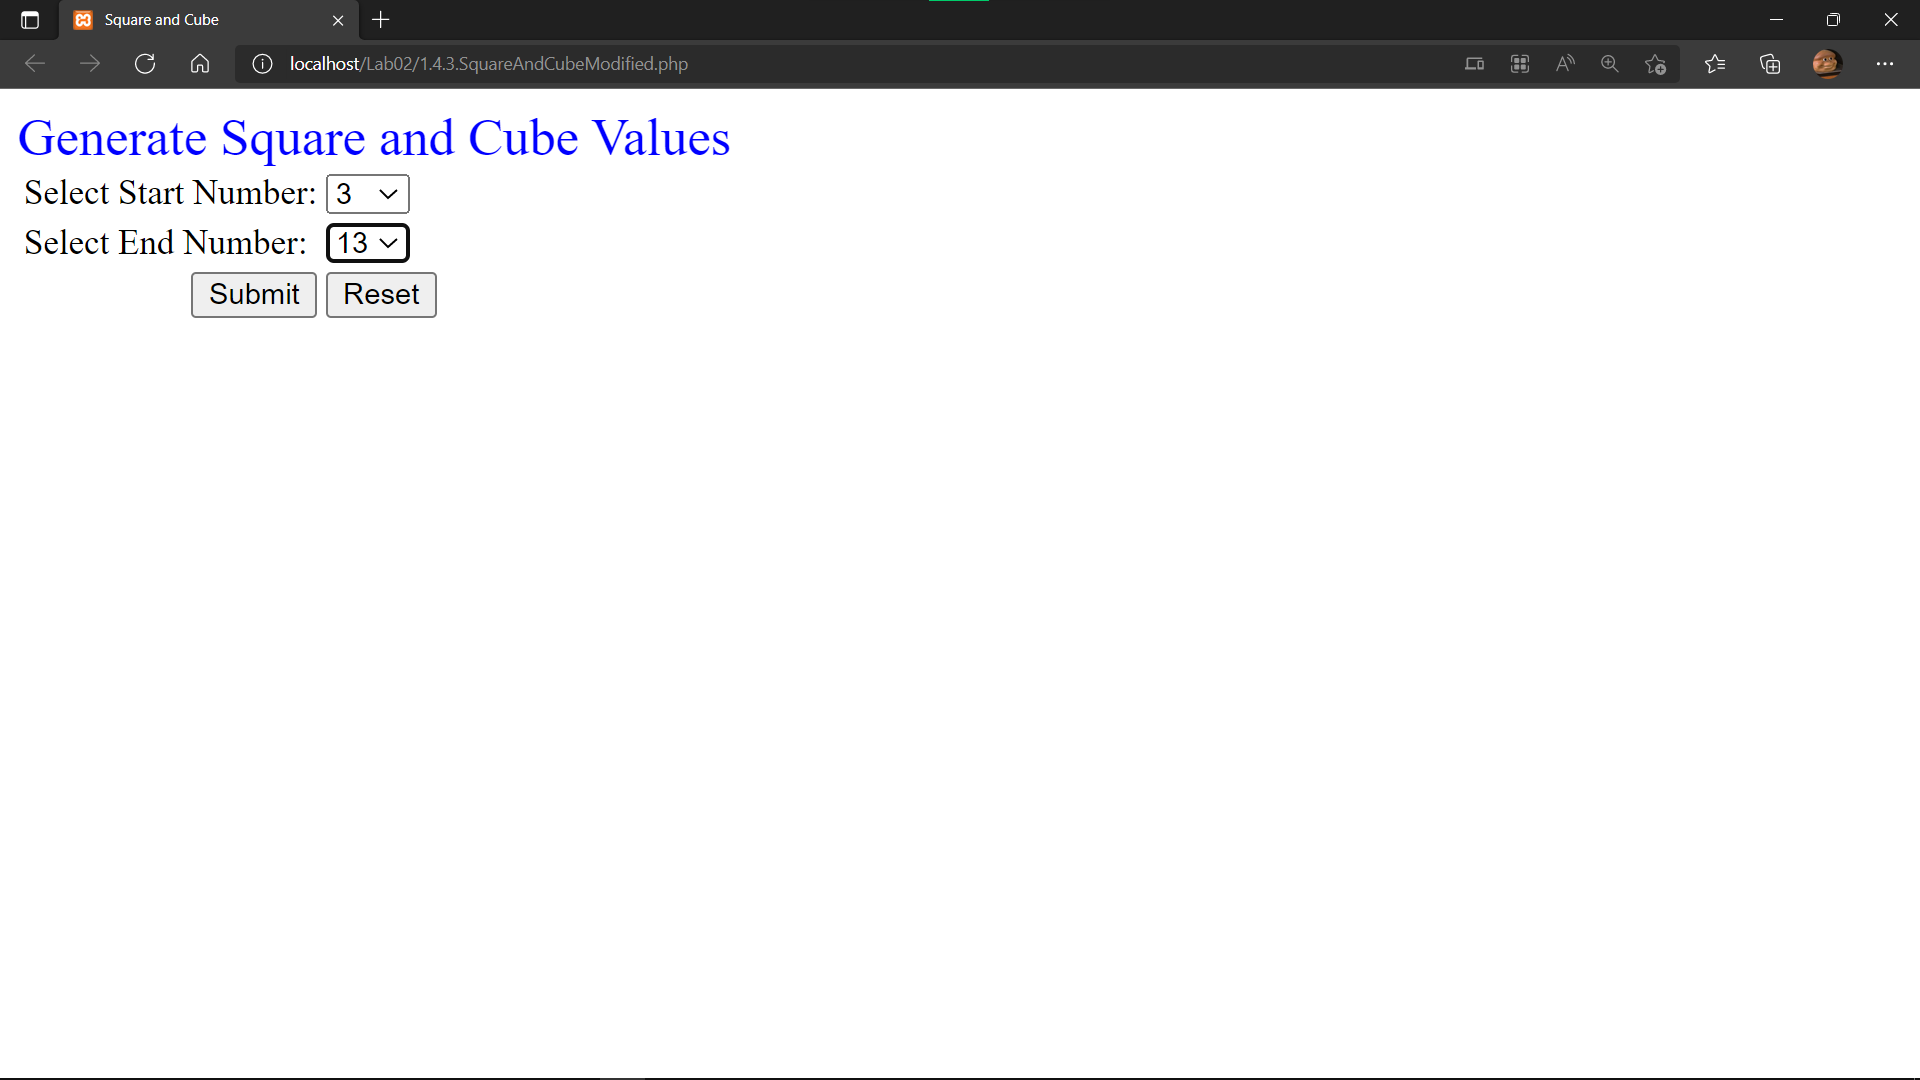 Square and Cube
localhost/Lab02/1.4.3.SquareAndCubeModified.php
Generate Square and Cube Values
Select Start Number: 3
Select End Number: 13
Submit Reset